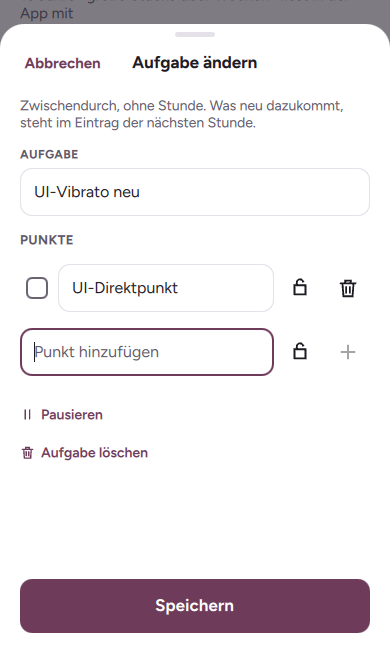 App mit
Abbrechen
Aufgabe ändern
Zwischendurch, ohne Stunde. Was neu dazukommt,
steht im Eintrag der nächsten Stunde.
AUFGABE
UI-Vibrato neu
PUNKTE
UI-Direktpunkt
Punkt hinzufügen
Pausieren
Aufgabe löschen
Speichern